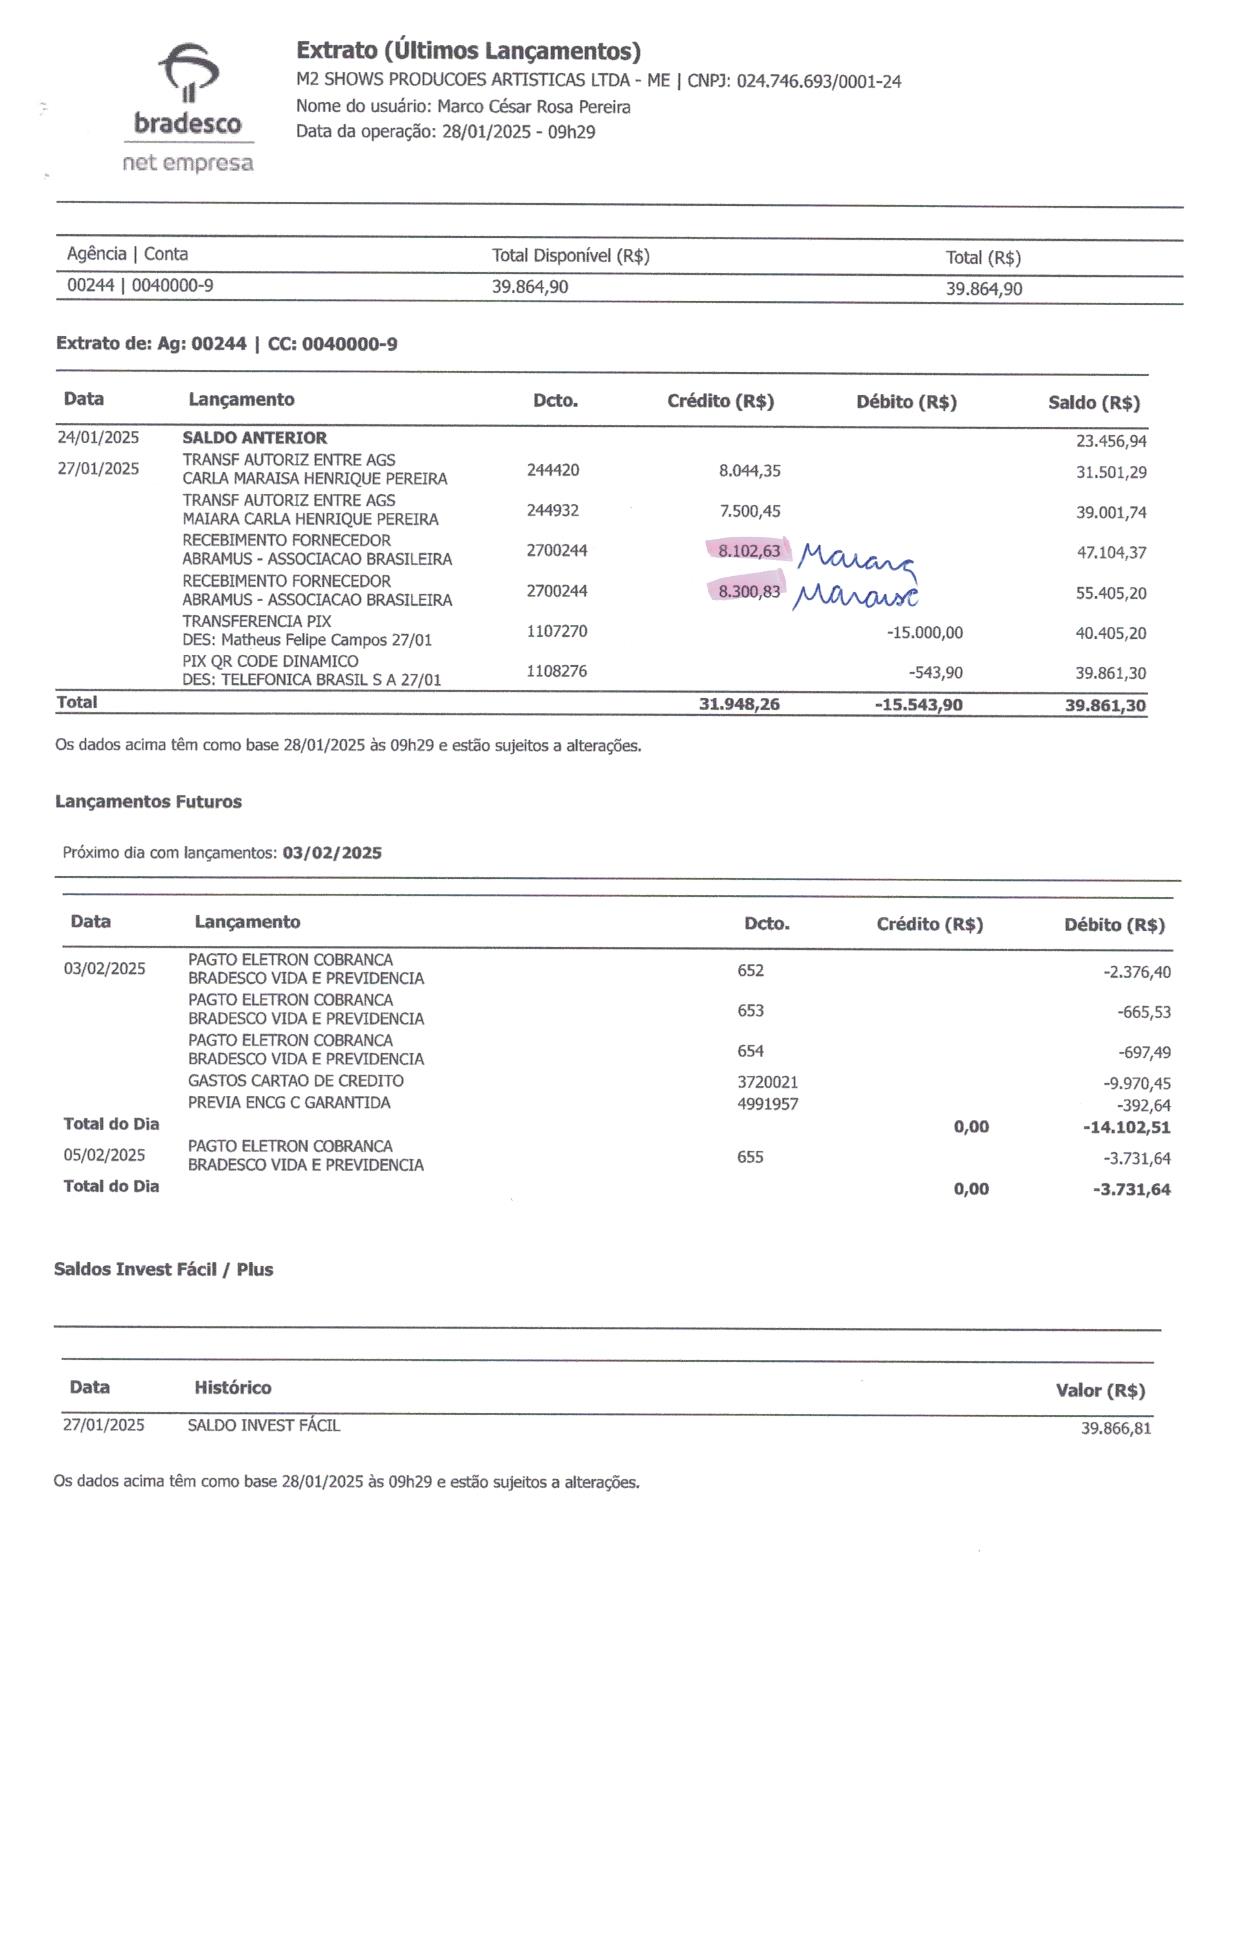 Extrato (Últimos Lançamentos)
M2 SHOWS PRODUCOES ARTISTICAS LTDA - ME | CNPJ: 024.746.693/0001-24
Nome do usuário: Marco César Rosa Pereira
Data da operação: 28/01/2025 - 09h29
bradesco
net empresa
Agência | Conta Total Disponível (R$) Total (R$)
00244 | 0040000-9 39.864,90 39.864,90
Extrato de: Ag: 00244 | CC: 0040000-9
Data Lançamento Dcto. Crédito (R$) Débito (R$) Saldo (R$)
24/01/2025 SALDO ANTERIOR 23.456,94
27/01/2025 TRANSF AUTORIZ ENTRE AGS
CARLA MARAISA HENRIQUE PEREIRA 244420 8.044,35 31.501,29
TRANSF AUTORIZ ENTRE AGS
MAIARA CARLA HENRIQUE PEREIRA 244932 7.500,45 39.001,74
RECEBIMENTO FORNECEDOR
ABRAMUS - ASSOCIACAO BRASILEIRA 2700244 8.102,63 Maiara 47.104,37
RECEBIMENTO FORNECEDOR
ABRAMUS - ASSOCIACAO BRASILEIRA 2700244 8.300,83 Maraisa 55.405,20
TRANSFERENCIA PIX
DES: Matheus Felipe Campos 27/01 1107270 -15.000,00 40.405,20
PIX QR CODE DINAMICO
DES: TELEFONICA BRASIL S A 27/01 1108276 -543,90 39.861,30
Total 31.948,26 -15.543,90 39.861,30
Os dados acima têm como base 28/01/2025 às 09h29 e estão sujeitos a alterações.
Lançamentos Futuros
Próximo dia com lançamentos: 03/02/2025
Data Lançamento Dcto. Crédito (R$) Débito (R$)
03/02/2025 PAGTO ELETRON COBRANCA
BRADESCO VIDA E PREVIDENCIA 652 -2.376,40
PAGTO ELETRON COBRANCA
BRADESCO VIDA E PREVIDENCIA 653 -665,53
PAGTO ELETRON COBRANCA
BRADESCO VIDA E PREVIDENCIA 654 -697,49
GASTOS CARTAO DE CREDITO 3720021 -9.970,45
PREVIA ENCG C GARANTIDA 4991957 -392,64
Total do Dia 0,00 -14.102,51
05/02/2025 PAGTO ELETRON COBRANCA
BRADESCO VIDA E PREVIDENCIA 655 -3.731,64
Total do Dia 0,00 -3.731,64
Saldos Invest Fácil / Plus
Data Histórico Valor (R$)
27/01/2025 SALDO INVEST FÁCIL 39.866,81
Os dados acima têm como base 28/01/2025 às 09h29 e estão sujeitos a alterações.